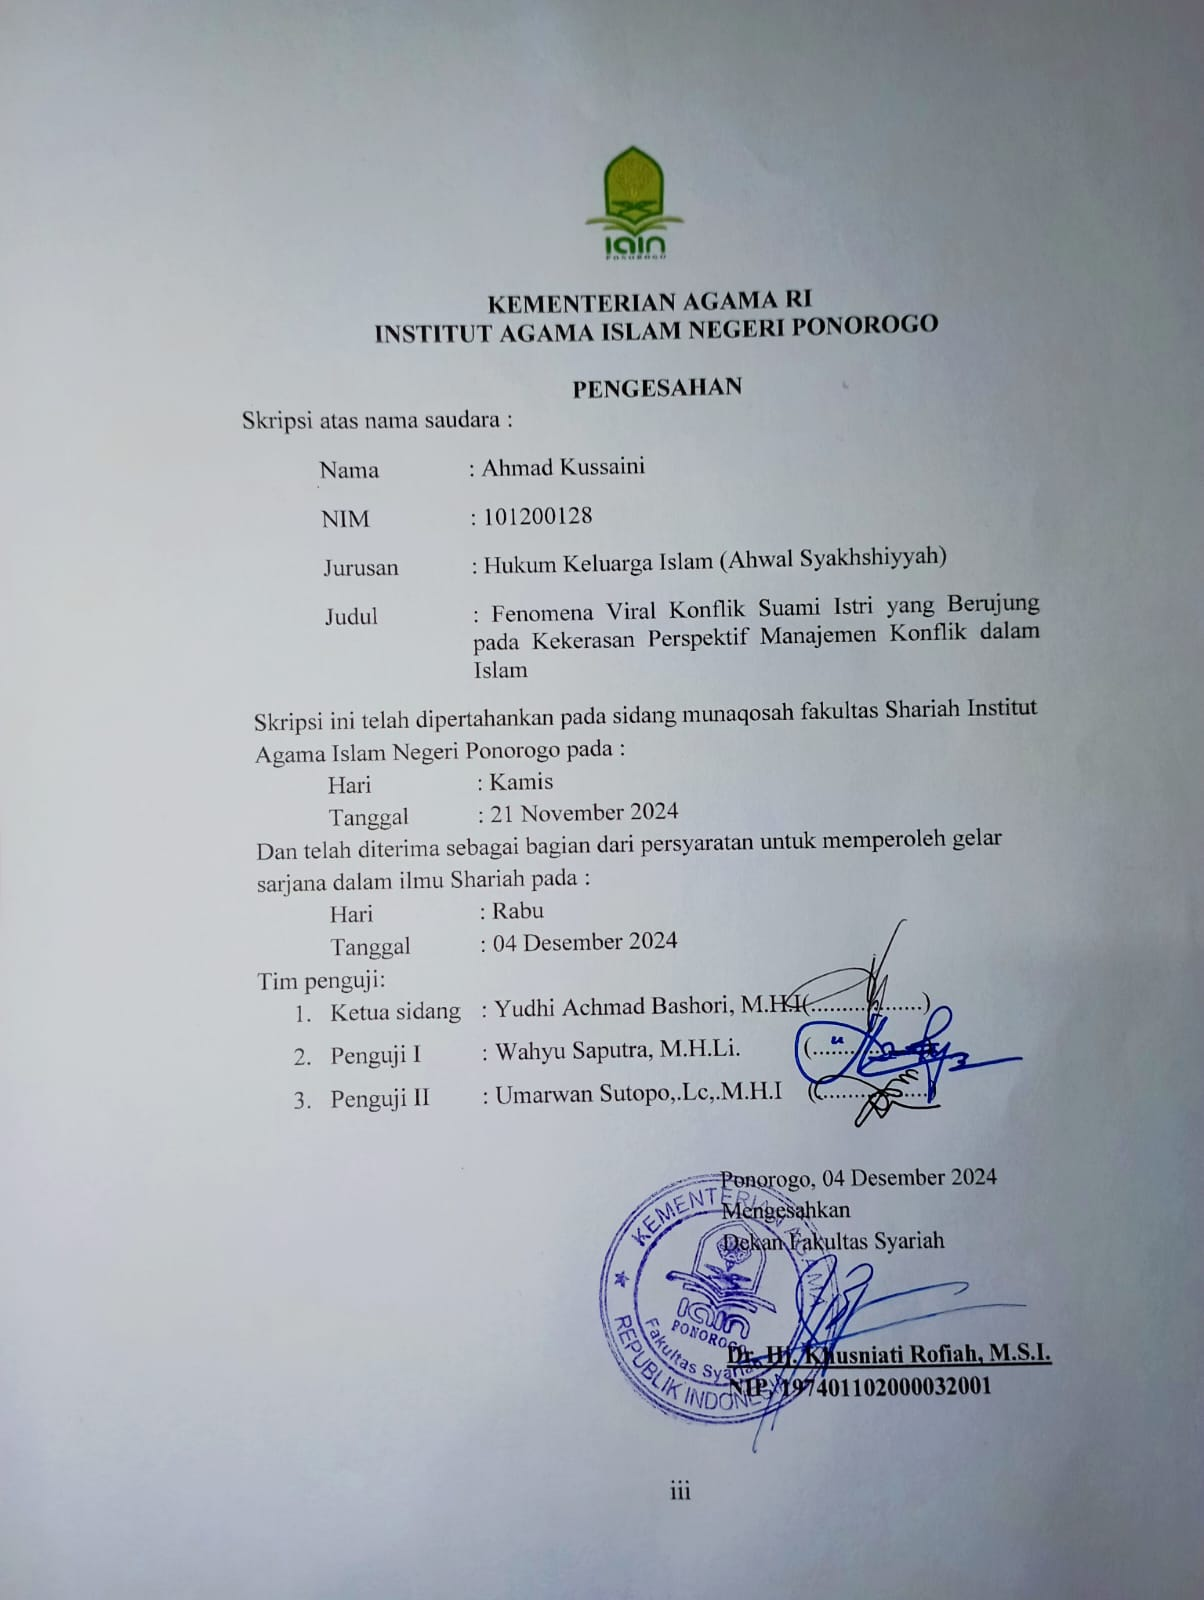 iain
PONOROGO
KEMENTERIAN AGAMA RI
INSTITUT AGAMA ISLAM NEGERI PONOROGO
PENGESAHAN
Skripsi atas nama saudara :
Nama : Ahmad Kussaini
NIM : 101200128
Jurusan : Hukum Keluarga Islam (Ahwal Syakhshiyyah)
Judul : Fenomena Viral Konflik Suami Istri yang Berujung
pada Kekerasan Perspektif Manajemen Konflik dalam
Islam
Skripsi ini telah dipertahankan pada sidang munaqosah fakultas Shariah Institut
Agama Islam Negeri Ponorogo pada :
Hari : Kamis
Tanggal : 21 November 2024
Dan telah diterima sebagai bagian dari persyaratan untuk memperoleh gelar
sarjana dalam ilmu Shariah pada :
Hari : Rabu
Tanggal : 04 Desember 2024
Tim penguji:
1. Ketua sidang : Yudhi Achmad Bashori, M.H.I(....................)
2. Penguji I : Wahyu Saputra, M.H.Li. (....................)
3. Penguji II : Umarwan Sutopo,.Lc,.M.H.I (....................)
Ponorogo, 04 Desember 2024
Mengesahkan
Dekan Fakultas Syariah
KEMENTERIAN AGAMA
iain
PONOROGO
Fakultas Syariah
REPUBLIK INDONESIA
Dr. Hj. Khusniati Rofiah, M.S.I.
NIP. 197401102000032001
iii